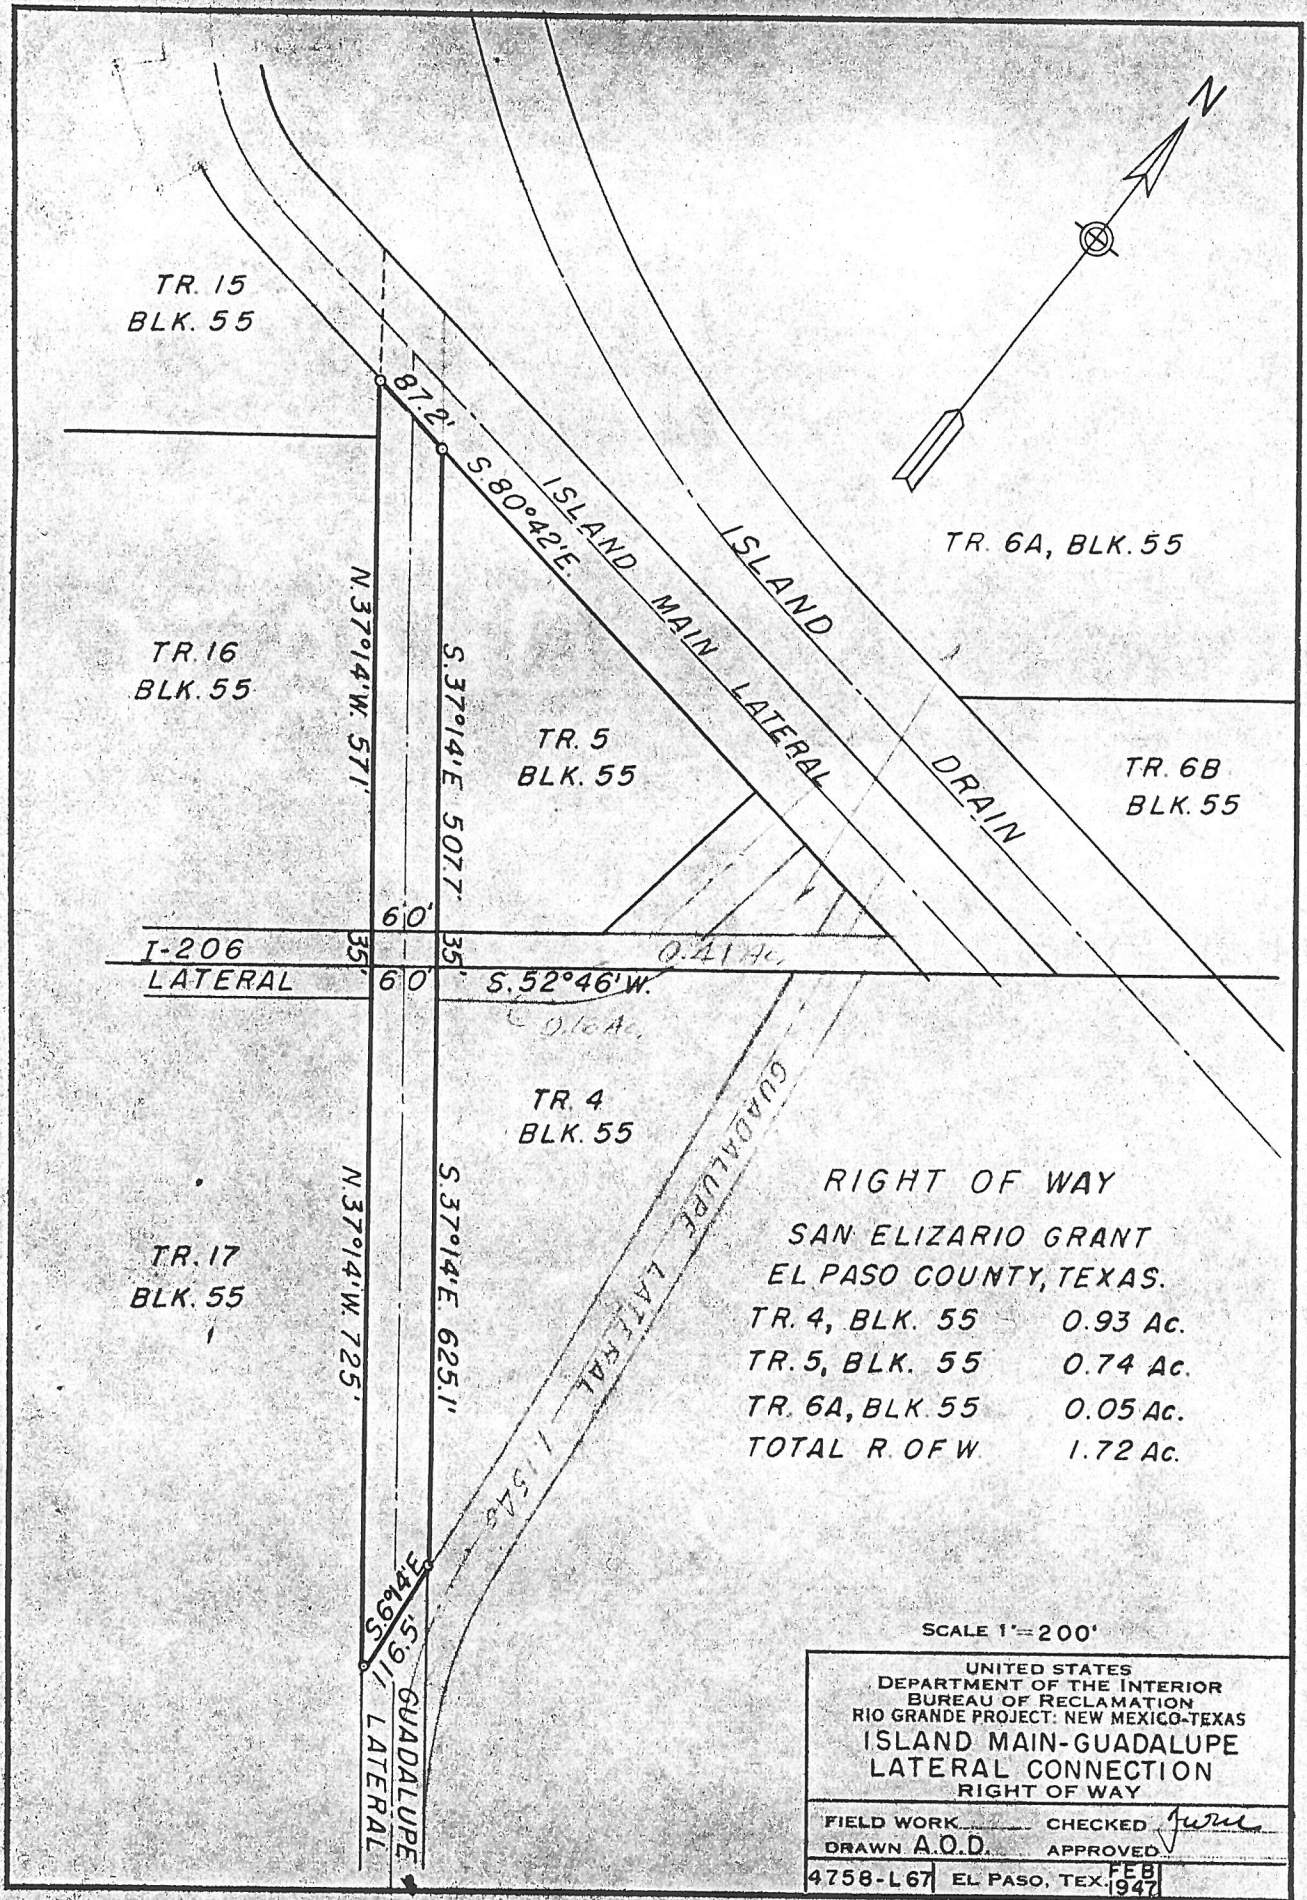 N
TR. 15
BLK. 55
87.2'
S.80°42'E.
ISLAND MAIN LATERAL
ISLAND DRAIN
TR. 6A, BLK. 55
N.37°14'W. 571'
TR. 16
BLK. 55
S.37°14'E 507.7'
TR. 5
BLK. 55
TR. 6B
BLK. 55
60'
I-206
LATERAL
35'
35'
60'
0.41 Ac.
S. 52°46' W.
0.10 Ac.
TR. 4
BLK. 55
GUADALUPE LATERAL
N.37°14'W. 725'
S.37°14'E 625.1'
TR. 17
BLK. 55
RIGHT OF WAY
SAN ELIZARIO GRANT
EL PASO COUNTY, TEXAS.
TR. 4, BLK. 55 0.93 Ac.
TR. 5, BLK. 55 0.74 Ac.
TR. 6A, BLK. 55 0.05 Ac.
TOTAL R. OF W. 1.72 Ac.
S.6°14'E
116.5'
GUADALUPE
LATERAL
SCALE 1"=200'
UNITED STATES
DEPARTMENT OF THE INTERIOR
BUREAU OF RECLAMATION
RIO GRANDE PROJECT: NEW MEXICO-TEXAS
ISLAND MAIN-GUADALUPE
LATERAL CONNECTION
RIGHT OF WAY
FIELD WORK CHECKED
DRAWN A.O.D. APPROVED
4758-L67 EL PASO, TEX. FEB 1947